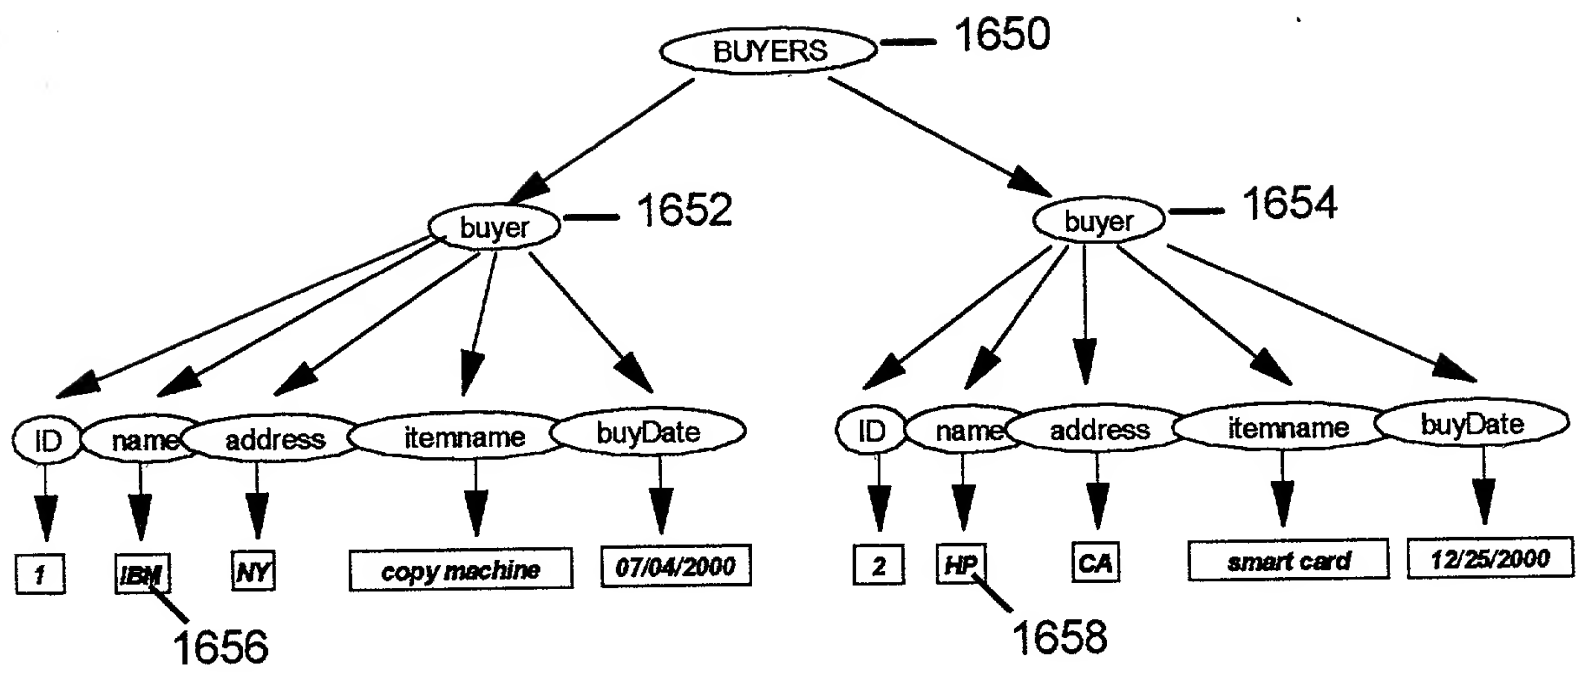 BUYERS 1650
buyer 1652
buyer 1654
ID name address itemname buyDate
ID name address itemname buyDate
1 IBM NY copy machine 07/04/2000
2 HP CA smart card 12/25/2000
1656
1658